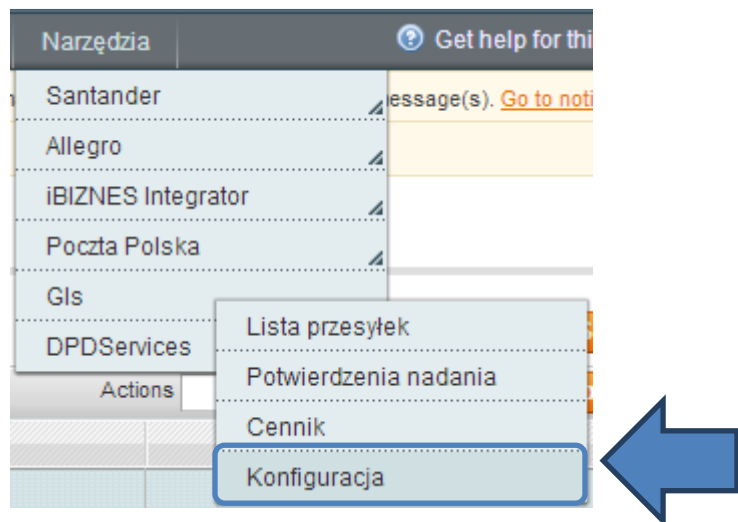 Narzędzia
Get help for thi
Santander
essage(s). Go to noti
Allegro
iBIZNES Integrator
Poczta Polska
Gls
DPDServices
Lista przesyłek
Potwierdzenia nadania
Cennik
Konfiguracja
Actions